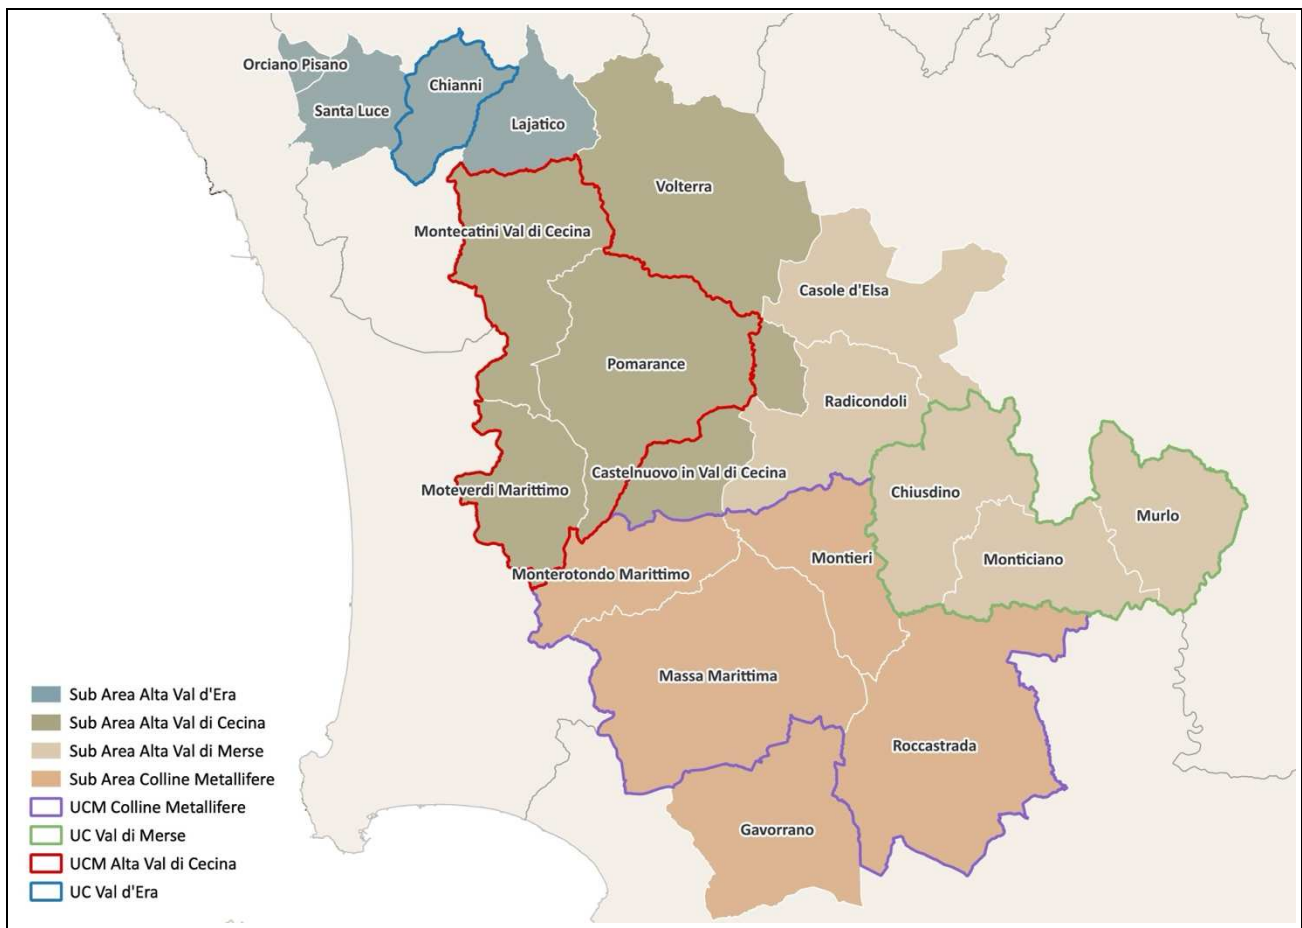 Orciano Pisano
Chianni
Santa Luce
Lajatico
Volterra
Montecatini Val di Cecina
Casole d'Elsa
Pomarance
Radicondoli
Castelnuovo in Val di Cecina
Moteverdi Marittimo
Chiusdino
Murlo
Montieri
Monticiano
Monterotondo Marittimo
Massa Marittima
Roccastrada
Gavorrano
Sub Area Alta Val d'Era
Sub Area Alta Val di Cecina
Sub Area Alta Val di Merse
Sub Area Colline Metallifere
UCM Colline Metallifere
UC Val di Merse
UCM Alta Val di Cecina
UC Val d'Era